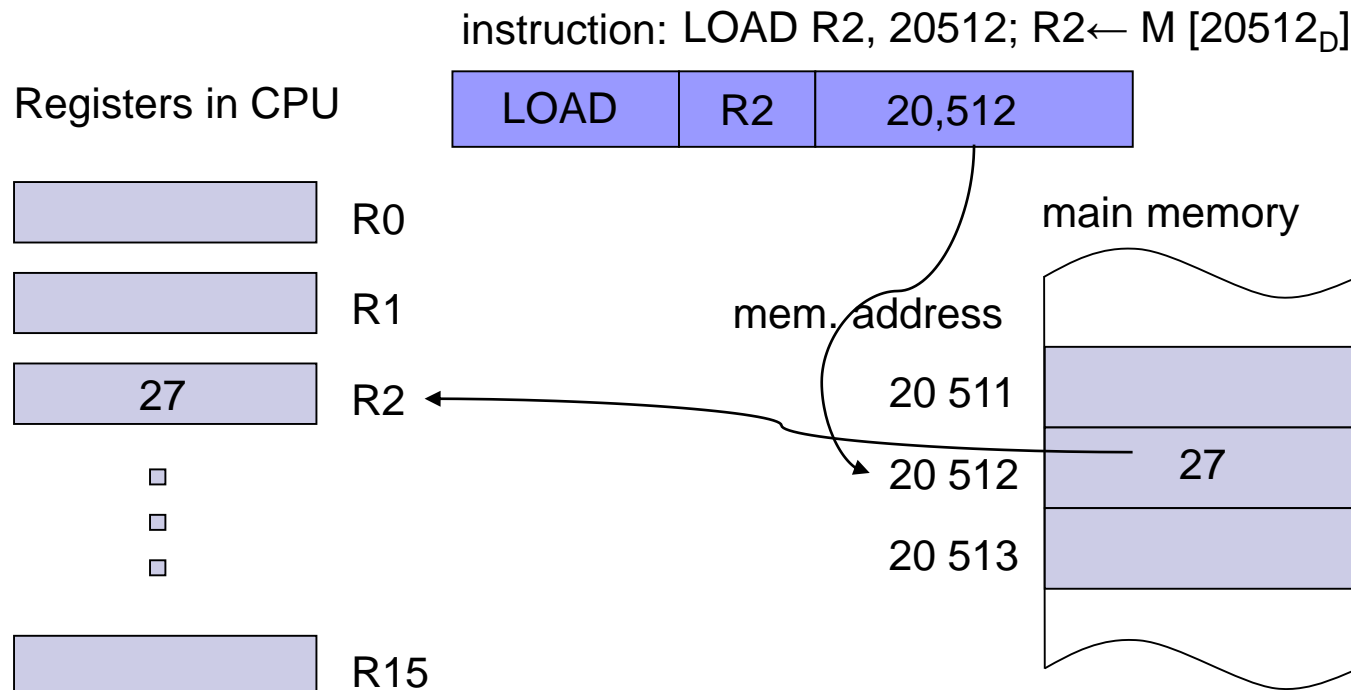 instruction: LOAD R2, 20512; R2← M [20512D]
Registers in CPU
LOAD R2 20,512
R0
main memory
R1
mem. address
27 R2
20 511
20 512 27
20 513
R15